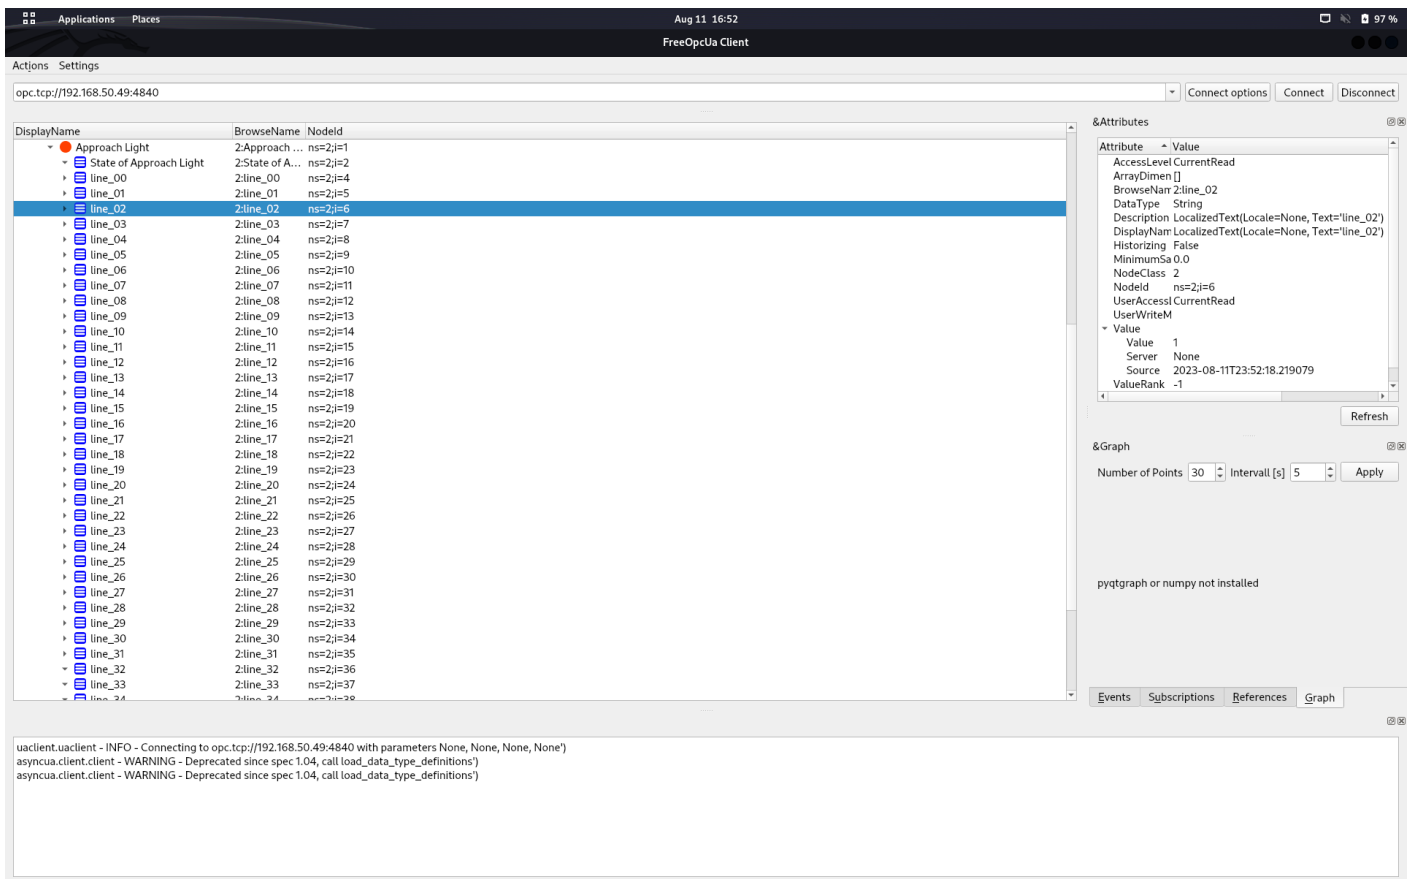 Applications Places Aug 11 16:52 97 %
FreeOpcUa Client
Actions Settings
opc.tcp://192.168.50.49:4840 Connect options Connect Disconnect
DisplayName BrowseName NodeId
Approach Light 2:Approach ... ns=2;i=1
State of Approach Light 2:State of A... ns=2;i=2
line_00 2:line_00 ns=2;i=4
line_01 2:line_01 ns=2;i=5
line_02 2:line_02 ns=2;i=6
line_03 2:line_03 ns=2;i=7
line_04 2:line_04 ns=2;i=8
line_05 2:line_05 ns=2;i=9
line_06 2:line_06 ns=2;i=10
line_07 2:line_07 ns=2;i=11
line_08 2:line_08 ns=2;i=12
line_09 2:line_09 ns=2;i=13
line_10 2:line_10 ns=2;i=14
line_11 2:line_11 ns=2;i=15
line_12 2:line_12 ns=2;i=16
line_13 2:line_13 ns=2;i=17
line_14 2:line_14 ns=2;i=18
line_15 2:line_15 ns=2;i=19
line_16 2:line_16 ns=2;i=20
line_17 2:line_17 ns=2;i=21
line_18 2:line_18 ns=2;i=22
line_19 2:line_19 ns=2;i=23
line_20 2:line_20 ns=2;i=24
line_21 2:line_21 ns=2;i=25
line_22 2:line_22 ns=2;i=26
line_23 2:line_23 ns=2;i=27
line_24 2:line_24 ns=2;i=28
line_25 2:line_25 ns=2;i=29
line_26 2:line_26 ns=2;i=30
line_27 2:line_27 ns=2;i=31
line_28 2:line_28 ns=2;i=32
line_29 2:line_29 ns=2;i=33
line_30 2:line_30 ns=2;i=34
line_31 2:line_31 ns=2;i=35
line_32 2:line_32 ns=2;i=36
line_33 2:line_33 ns=2;i=37
line_34 2:line_34 ns=2;i=38
&Attributes
Attribute Value
AccessLevel CurrentRead
ArrayDimen []
BrowseNam 2:line_02
DataType String
Description LocalizedText(Locale=None, Text='line_02')
DisplayNam LocalizedText(Locale=None, Text='line_02')
Historizing False
MinimumSa 0.0
NodeClass 2
NodeId ns=2;i=6
UserAccessl CurrentRead
UserWriteM
Value
Value 1
Server None
Source 2023-08-11T23:52:18.219079
ValueRank -1
Refresh
&Graph
Number of Points 30 Intervall [s] 5 Apply
pyqtgraph or numpy not installed
Events Subscriptions References Graph
uaclient.uaclient - INFO - Connecting to opc.tcp://192.168.50.49:4840 with parameters None, None, None, None')
asyncua.client.client - WARNING - Deprecated since spec 1.04, call load_data_type_definitions')
asyncua.client.client - WARNING - Deprecated since spec 1.04, call load_data_type_definitions')